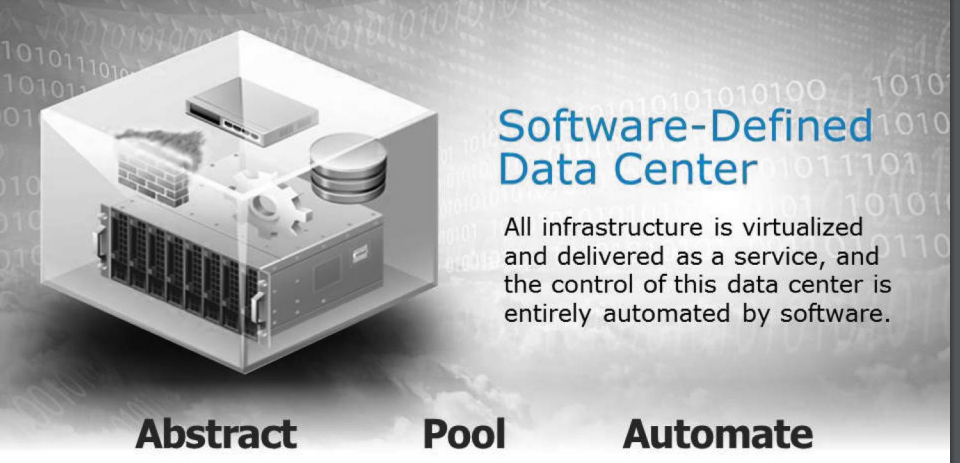 Software-Defined
Data Center
All infrastructure is virtualized
and delivered as a service, and
the control of this data center is
entirely automated by software.
Abstract Pool Automate